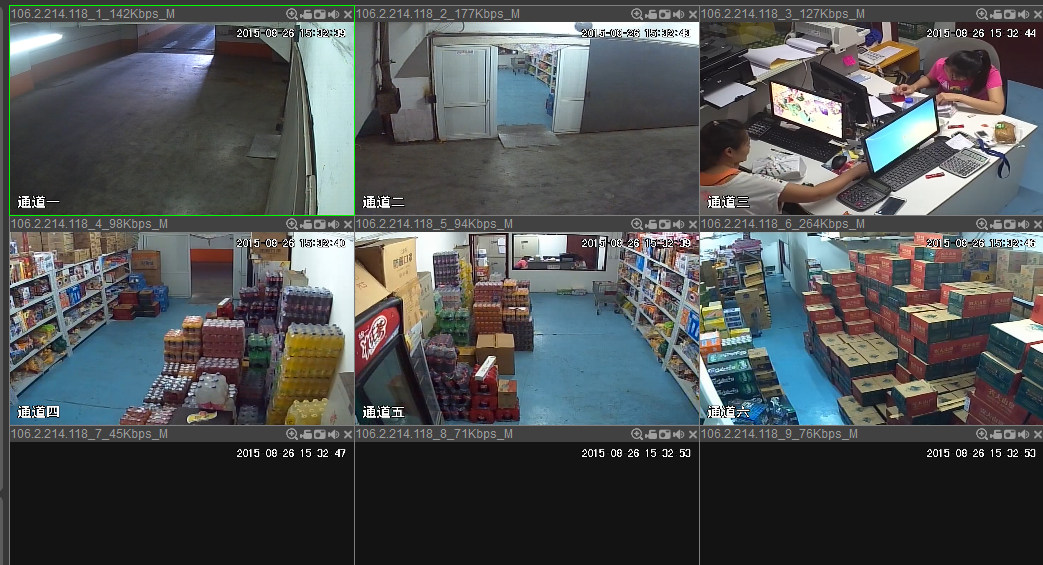 106.2.214.118_1_142Kbps_M
106.2.214.118_2_177Kbps_M
106.2.214.118_3_127Kbps_M
2015-08-26 15:32:39
2015-08-26 15:32:43
2015 08 26 15 32 44
通道一
通道二
通道三
106.2.214.118_4_98Kbps_M
106.2.214.118_5_94Kbps_M
106.2.214.118_6_264Kbps_M
2015-08-26 15:32:40
2015-08-26 15:32:39
2015-08-26 15:32:46
通道四
通道五
通道六
106.2.214.118_7_45Kbps_M
106.2.214.118_8_71Kbps_M
106.2.214.118_9_76Kbps_M
2015 08 26 15 32 47
2015 08 26 15 32 53
2015 08 26 15 32 53